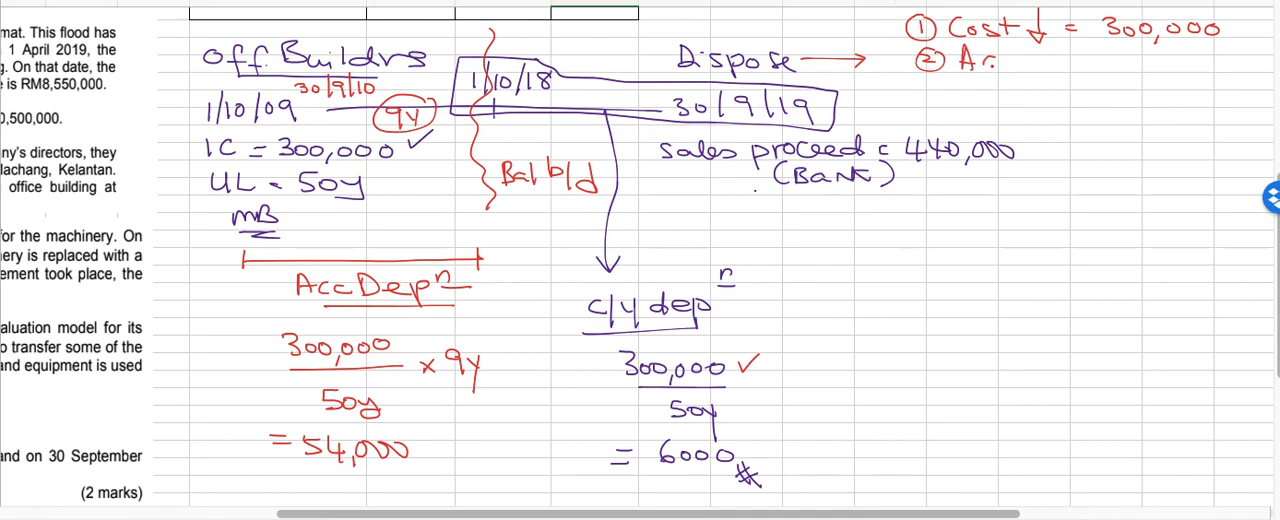 mat. This flood has
1 April 2019, the
g. On that date, the
e is RM8,550,000.
0,500,000.
ny's directors, they
lachang, Kelantan.
office building at
for the machinery. On
nery is replaced with a
ement took place, the
aluation model for its
o transfer some of the
and equipment is used
and on 30 September
(2 marks)
① Cost ↓ = 300,000
② Ac
Off. Buildrs
Dispose →
30/9/10
1/10/18
1/10/09
9y
30/9/19
IC = 300,000 ✓
sales proceed = 440,000
(Bank)
UL = 50y
Bal b/d
mB
Acc Depⁿ
c/y depⁿ
300,000
50y
× 9y
= 54,000
300,000 ✓
50y
= 6000 #